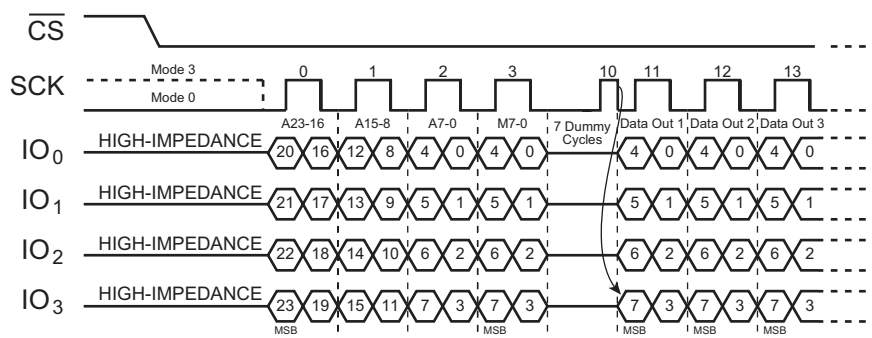 CS
Mode 3
0 1 2 3 10 11 12 13
SCK
Mode 0
A23-16 A15-8 A7-0 M7-0 7 Dummy Cycles Data Out 1 Data Out 2 Data Out 3
IO0 HIGH-IMPEDANCE 20 16 12 8 4 0 4 0 4 0 4 0 4 0
IO1 HIGH-IMPEDANCE 21 17 13 9 5 1 5 1 5 1 5 1 5 1
IO2 HIGH-IMPEDANCE 22 18 14 10 6 2 6 2 6 2 6 2 6 2
IO3 HIGH-IMPEDANCE 23 19 15 11 7 3 7 3 7 3 7 3 7 3
MSB MSB MSB MSB MSB